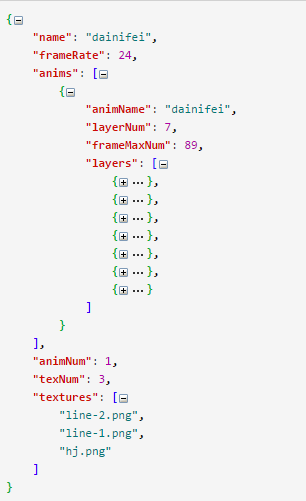 {
"name": "dainifei",
"frameRate": 24,
"anims": [
{
"animName": "dainifei",
"layerNum": 7,
"frameMaxNum": 89,
"layers": [
{...},
{...},
{...},
{...},
{...},
{...},
{...}
]
}
],
"animNum": 1,
"texNum": 3,
"textures": [
"line-2.png",
"line-1.png",
"hj.png"
]
}